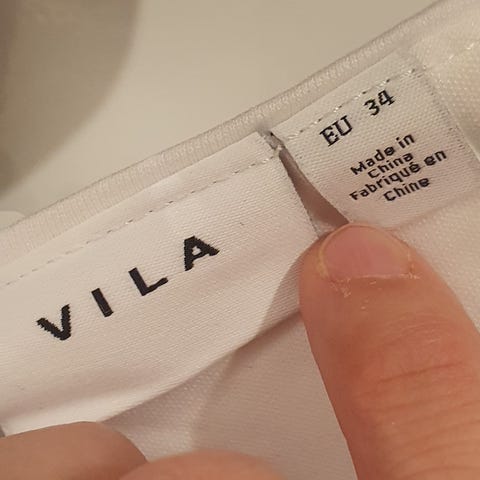 VILA
EU 34
Made in
China
Fabriqué en
Chine